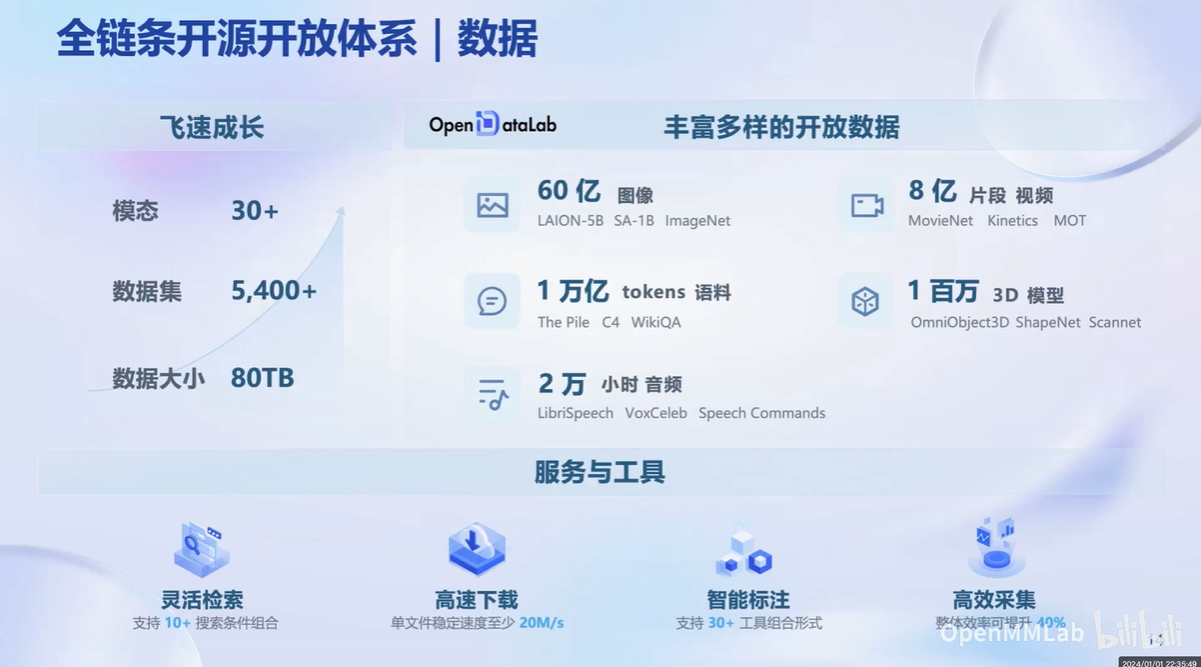 全链条开源开放体系 | 数据
飞速成长
模态 30+
数据集 5,400+
数据大小 80TB
OpenDataLab 丰富多样的开放数据
60 亿 图像
LAION-5B SA-1B ImageNet
8 亿 片段 视频
MovieNet Kinetics MOT
1 万亿 tokens 语料
The Pile C4 WikiQA
1 百万 3D 模型
OmniObject3D ShapeNet Scannet
2 万 小时 音频
LibriSpeech VoxCeleb Speech Commands
服务与工具
灵活检索
支持 10+ 搜索条件组合
高速下载
单文件稳定速度至少 20M/s
智能标注
支持 30+ 工具组合形式
高效采集
整体效率可提升 40%
OpenMMLab bilibili
2024/01/01 22:35:49